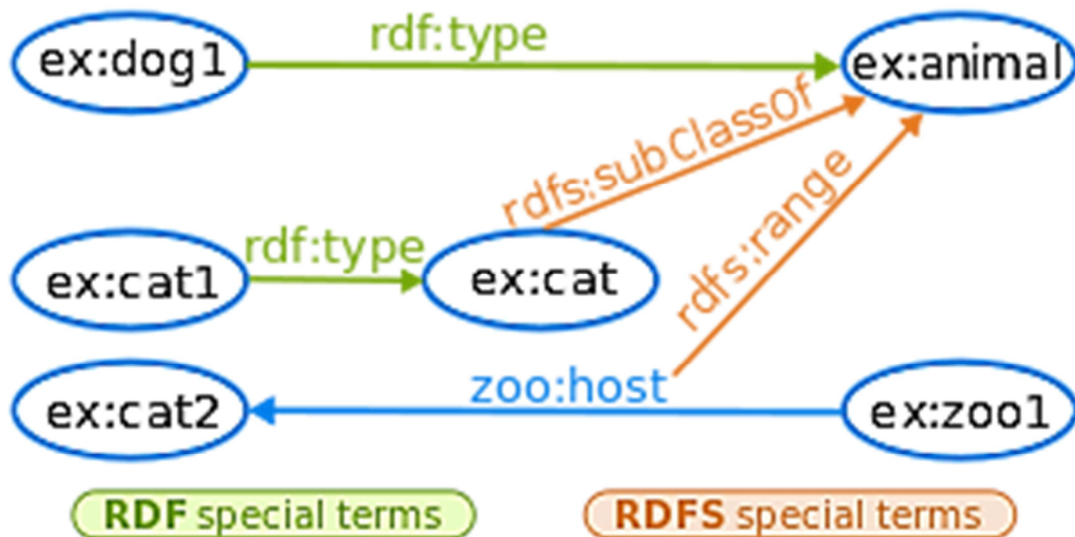 ex:dog1
rdf:type
ex:animal
rdfs:subClassOf
rdfs:range
ex:cat1
rdf:type
ex:cat
ex:cat2
zoo:host
ex:zoo1
RDF special terms
RDFS special terms